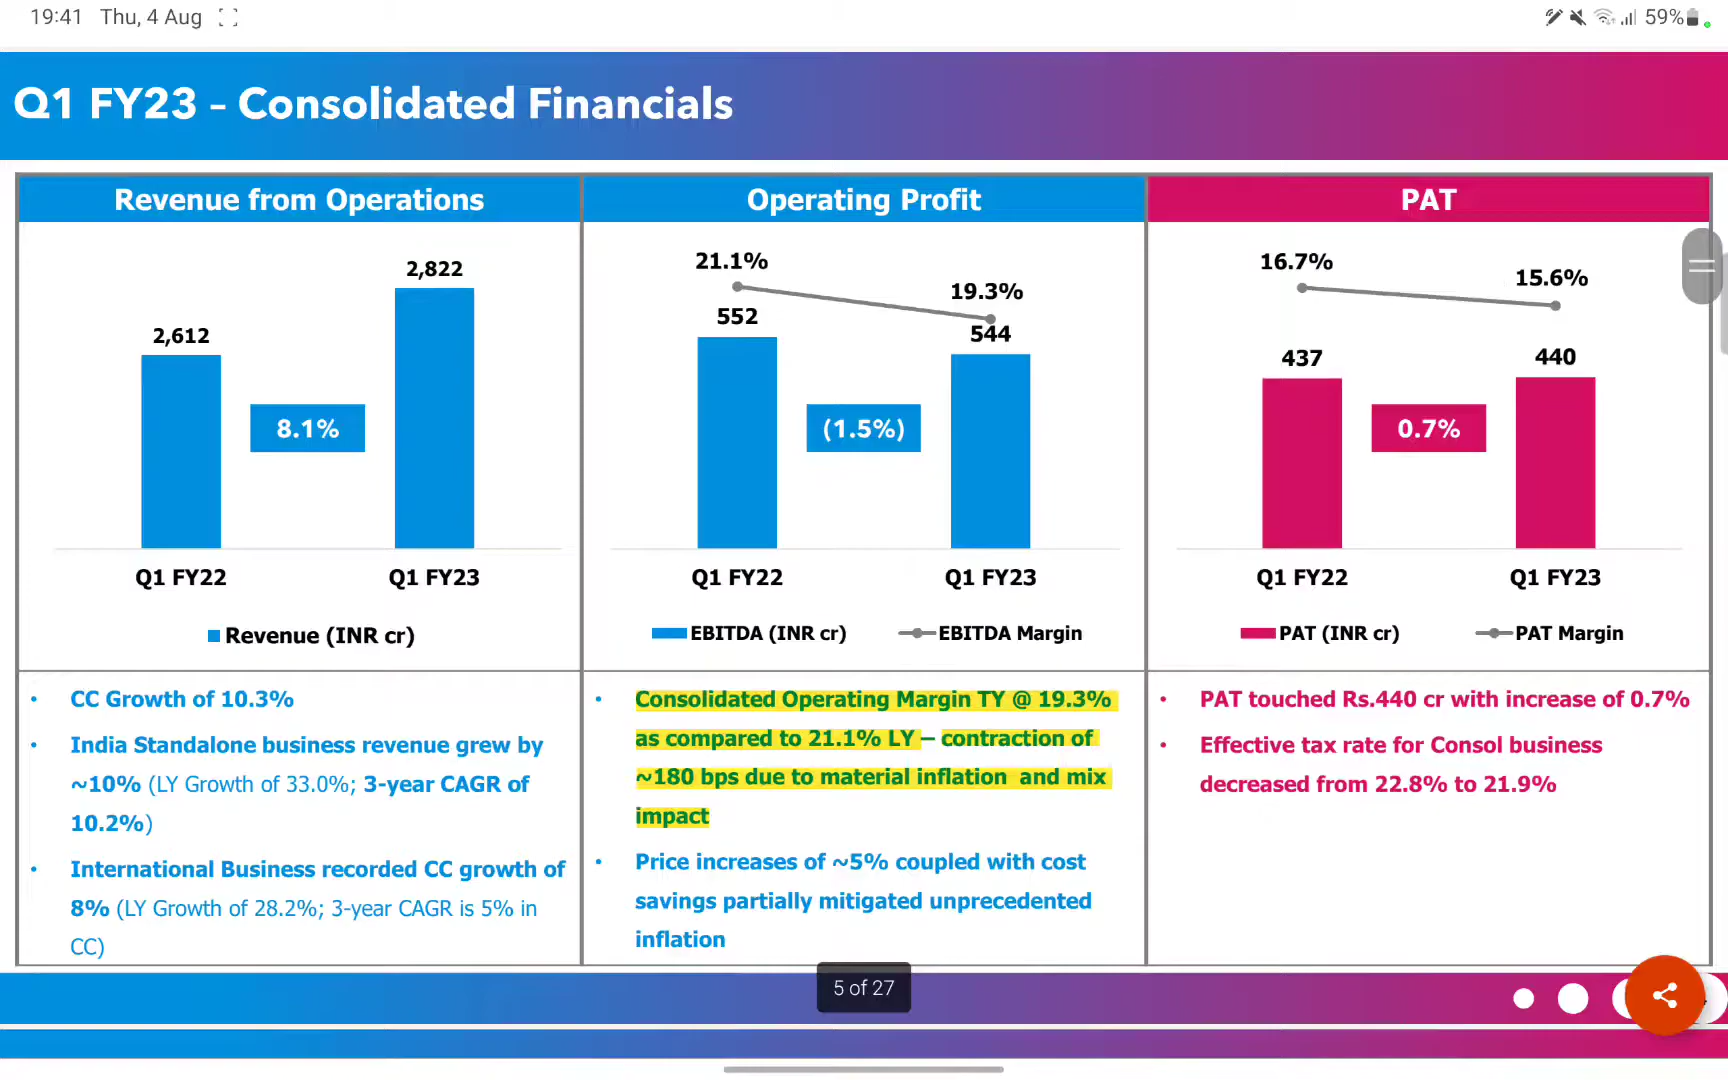 19:41 Thu, 4 Aug
59%
Q1 FY23 – Consolidated Financials
Revenue from Operations
2,612
2,822
8.1%
Q1 FY22
Q1 FY23
Revenue (INR cr)
• CC Growth of 10.3%
• India Standalone business revenue grew by
~10% (LY Growth of 33.0%; 3-year CAGR of
10.2%)
• International Business recorded CC growth of
8% (LY Growth of 28.2%; 3-year CAGR is 5% in
CC)
Operating Profit
21.1%
19.3%
552
544
(1.5%)
Q1 FY22
Q1 FY23
EBITDA (INR cr)
EBITDA Margin
• Consolidated Operating Margin TY @ 19.3%
as compared to 21.1% LY – contraction of
~180 bps due to material inflation and mix
impact
• Price increases of ~5% coupled with cost
savings partially mitigated unprecedented
inflation
PAT
16.7%
15.6%
437
440
0.7%
Q1 FY22
Q1 FY23
PAT (INR cr)
PAT Margin
• PAT touched Rs.440 cr with increase of 0.7%
• Effective tax rate for Consol business
decreased from 22.8% to 21.9%
5 of 27